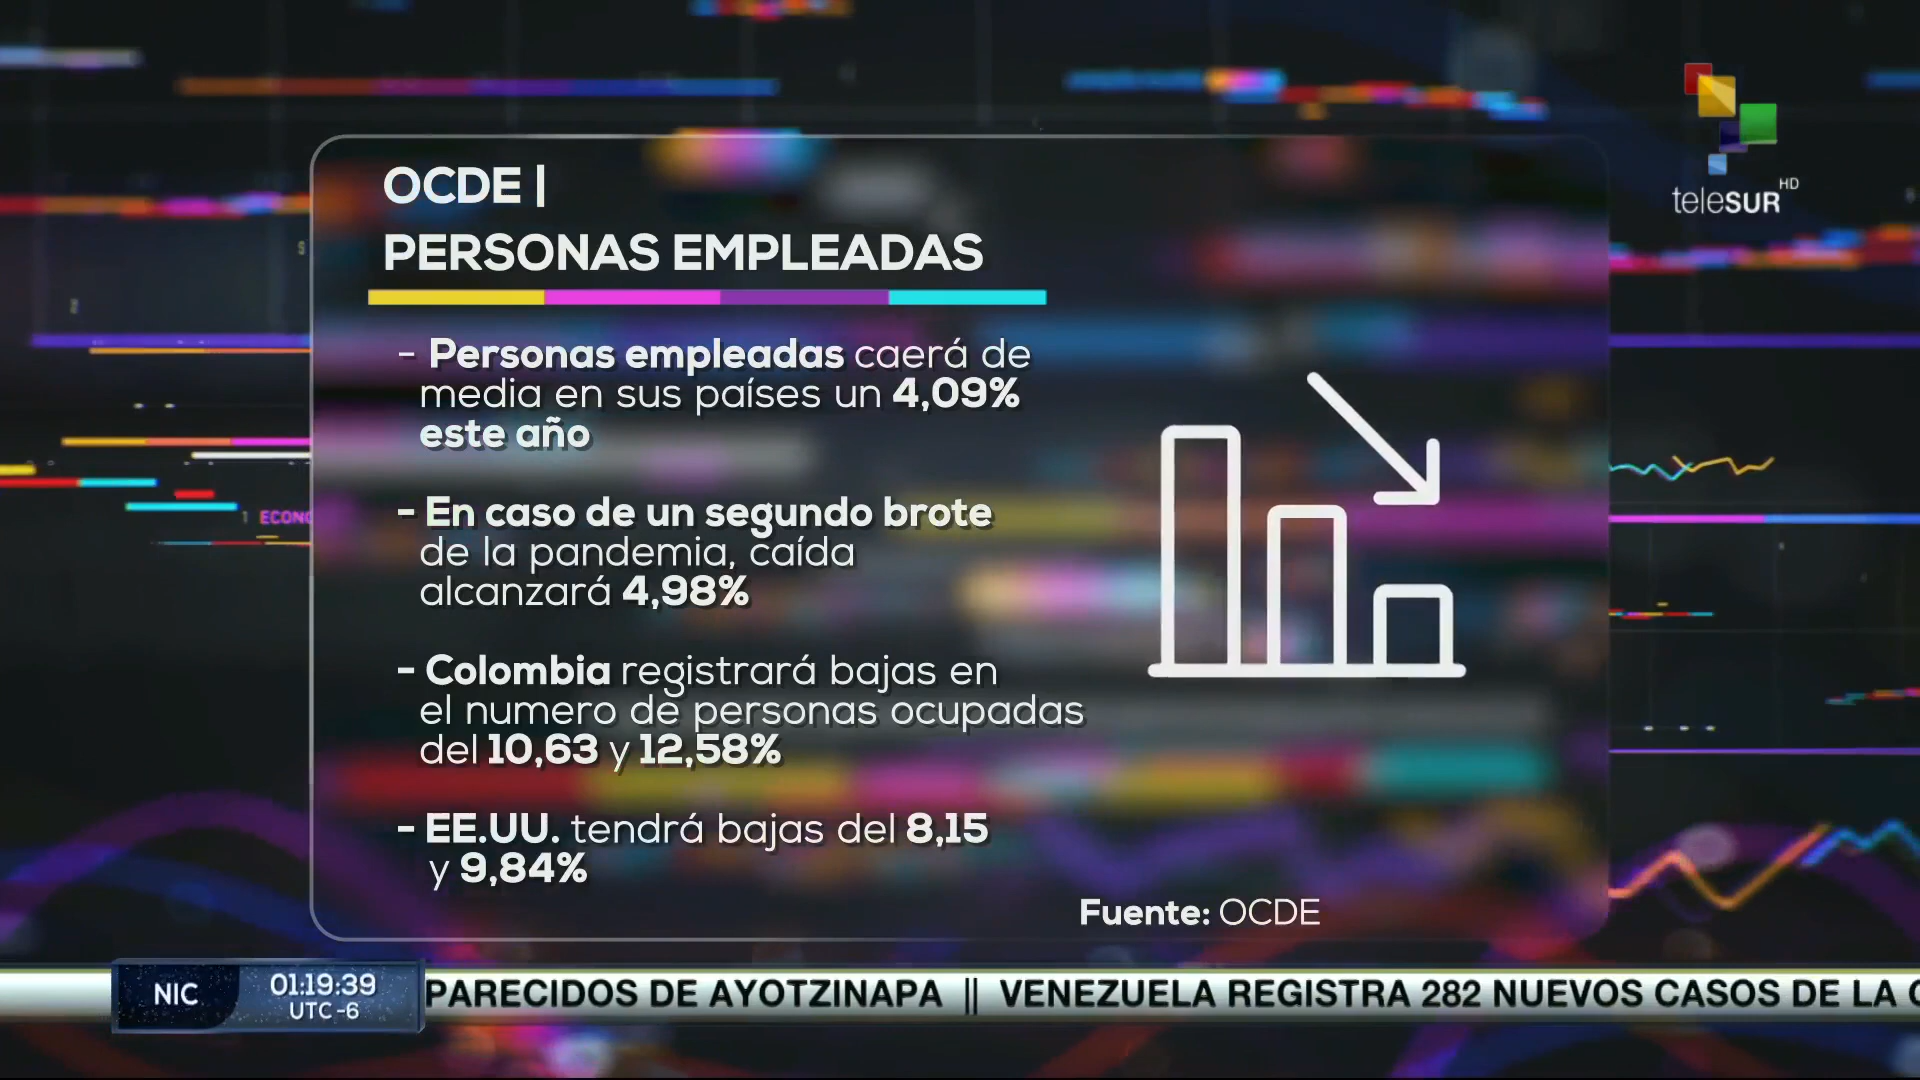 OCDE |
PERSONAS EMPLEADAS
- Personas empleadas caerá de
media en sus países un 4,09%
este año
- En caso de un segundo brote
de la pandemia, caída
alcanzará 4,98%
- Colombia registrará bajas en
el numero de personas ocupadas
del 10,63 y 12,58%
- EE.UU. tendrá bajas del 8,15
y 9,84%
Fuente: OCDE
teleSUR HD
ECONO
NIC
01:19:39
UTC -6
PARECIDOS DE AYOTZINAPA || VENEZUELA REGISTRA 282 NUEVOS CASOS DE LA C